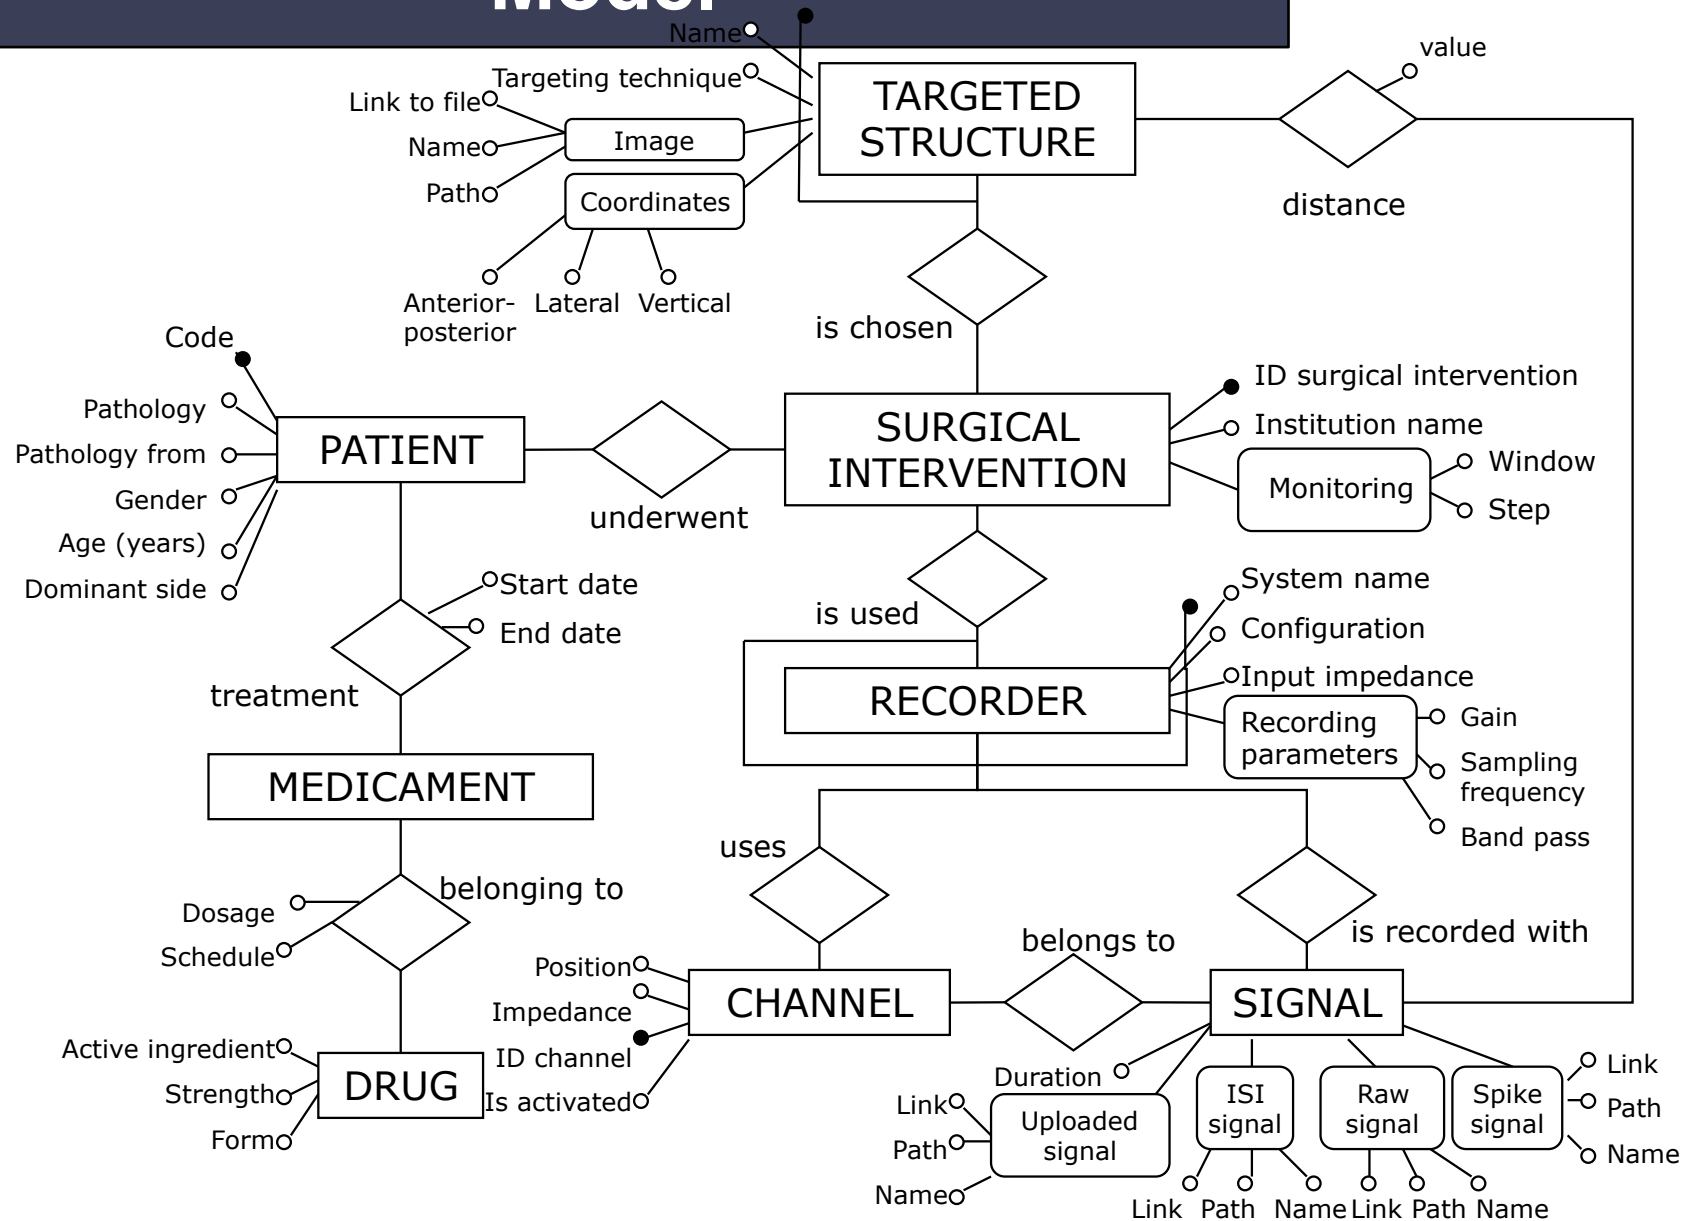 Model
Name
value
Targeting technique
TARGETED
STRUCTURE
Link to file
Image
Name
Path
Coordinates
distance
Anterior-
posterior
Lateral
Vertical
is chosen
Code
ID surgical intervention
Pathology
Institution name
PATIENT
SURGICAL
INTERVENTION
Pathology from
Window
Monitoring
Gender
Step
underwent
Age (years)
Dominant side
Start date
System name
is used
End date
Configuration
Input impedance
treatment
RECORDER
Recording
parameters
Gain
Sampling
frequency
MEDICAMENT
Band pass
uses
belonging to
Dosage
Schedule
belongs to
is recorded with
Position
Impedance
CHANNEL
SIGNAL
ID channel
Active ingredient
Strength
DRUG
Is activated
Form
Duration
Link
Path
Name
Uploaded
signal
ISI
signal
Raw
signal
Spike
signal
Link
Path
Name
Link Path Name
Link Path Name